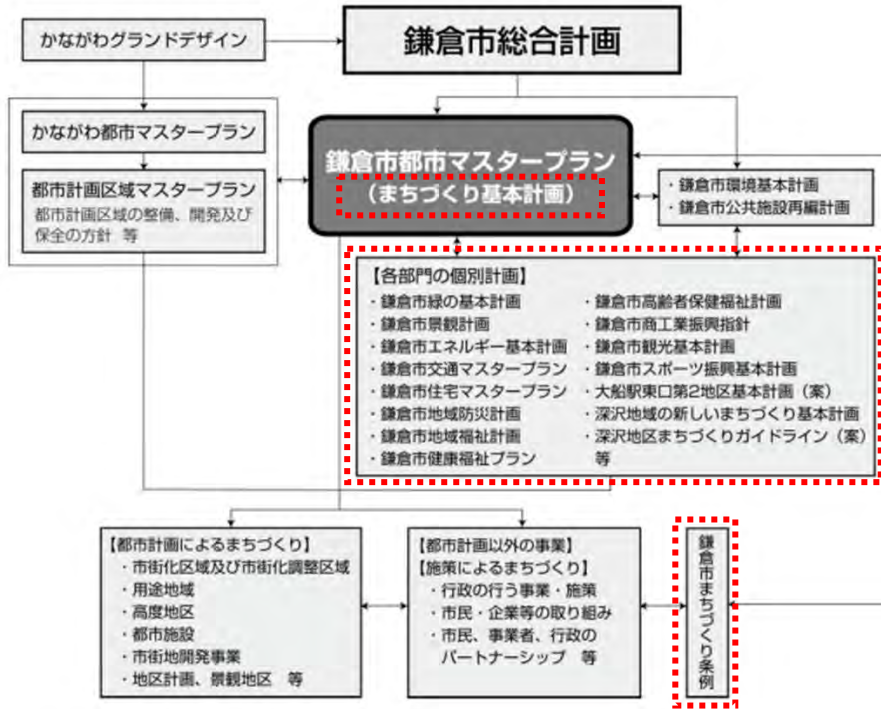 かながわグランドデザイン
鎌倉市総合計画
かながわ都市マスタープラン
都市計画区域マスタープラン
都市計画区域の整備、開発及び
保全の方針 等
鎌倉市都市マスタープラン
（まちづくり基本計画）
・鎌倉市環境基本計画
・鎌倉市公共施設再編計画
【各部門の個別計画】
・鎌倉市緑の基本計画
・鎌倉市景観計画
・鎌倉市エネルギー基本計画
・鎌倉市交通マスタープラン
・鎌倉市住宅マスタープラン
・鎌倉市地域防災計画
・鎌倉市地域福祉計画
・鎌倉市健康福祉プラン
・鎌倉市高齢者保健福祉計画
・鎌倉市商工業振興指針
・鎌倉市観光基本計画
・鎌倉市スポーツ振興基本計画
・大船駅東口第2地区基本計画（案）
・深沢地域の新しいまちづくり基本計画
・深沢地区まちづくりガイドライン（案）
等
【都市計画によるまちづくり】
・市街化区域及び市街化調整区域
・用途地域
・高度地区
・都市施設
・市街地開発事業
・地区計画、景観地区 等
【都市計画以外の事業】
【施策によるまちづくり】
・行政の行う事業・施策
・市民・企業等の取り組み
・市民、事業者、行政の
パートナーシップ 等
鎌倉市まちづくり条例